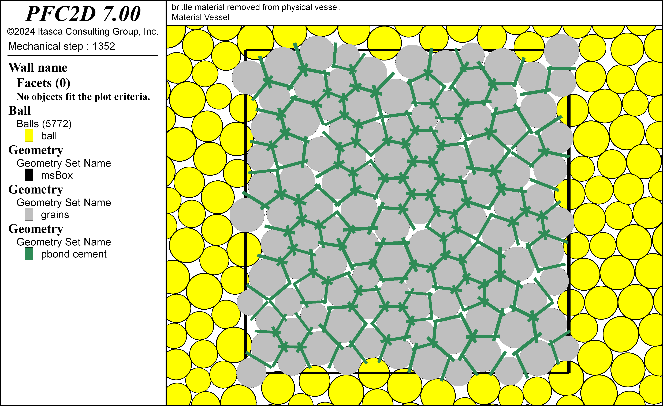 PFC2D 7.00
©2024 Itasca Consulting Group, Inc.
Mechanical step : 1352
Wall name
Facets (0)
No objects fit the plot criteria.
Ball
Balls (5772)
ball
Geometry
Geometry Set Name
msBox
Geometry
Geometry Set Name
grains
Geometry
Geometry Set Name
pbond cement
brittle material removed from physical vessel.
Material Vessel